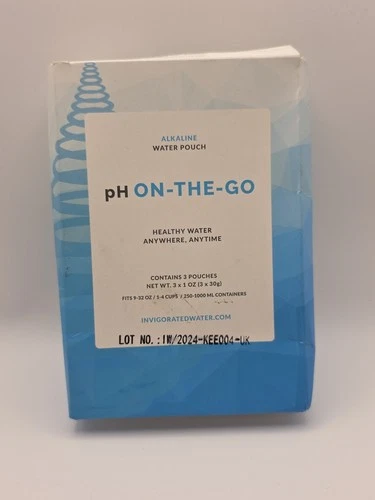 ALKALINE
WATER POUCH
pH ON-THE-GO
HEALTHY WATER
ANYWHERE, ANYTIME
CONTAINS 3 POUCHES
NET WT. 3 x 1 OZ (3 x 30g)
FITS 9-32 OZ / 1-4 CUPS / 250-1000 ML CONTAINERS
INVIGORATEDWATER.COM
LOT NO. :IW/2024-KEE004-UK